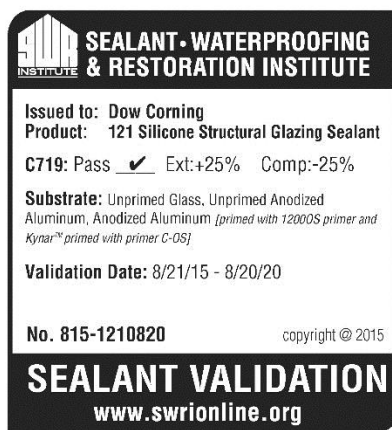 SWR
INSTITUTE
SEALANT • WATERPROOFING
& RESTORATION INSTITUTE
Issued to: Dow Corning
Product: 121 Silicone Structural Glazing Sealant
C719: Pass ✔ Ext:+25% Comp:-25%
Substrate: Unprimed Glass, Unprimed Anodized
Aluminum, Anodized Aluminum [primed with 1200OS primer and
Kynar™ primed with primer C-OS]
Validation Date: 8/21/15 - 8/20/20
No. 815-1210820 copyright @ 2015
SEALANT VALIDATION
www.swrionline.org